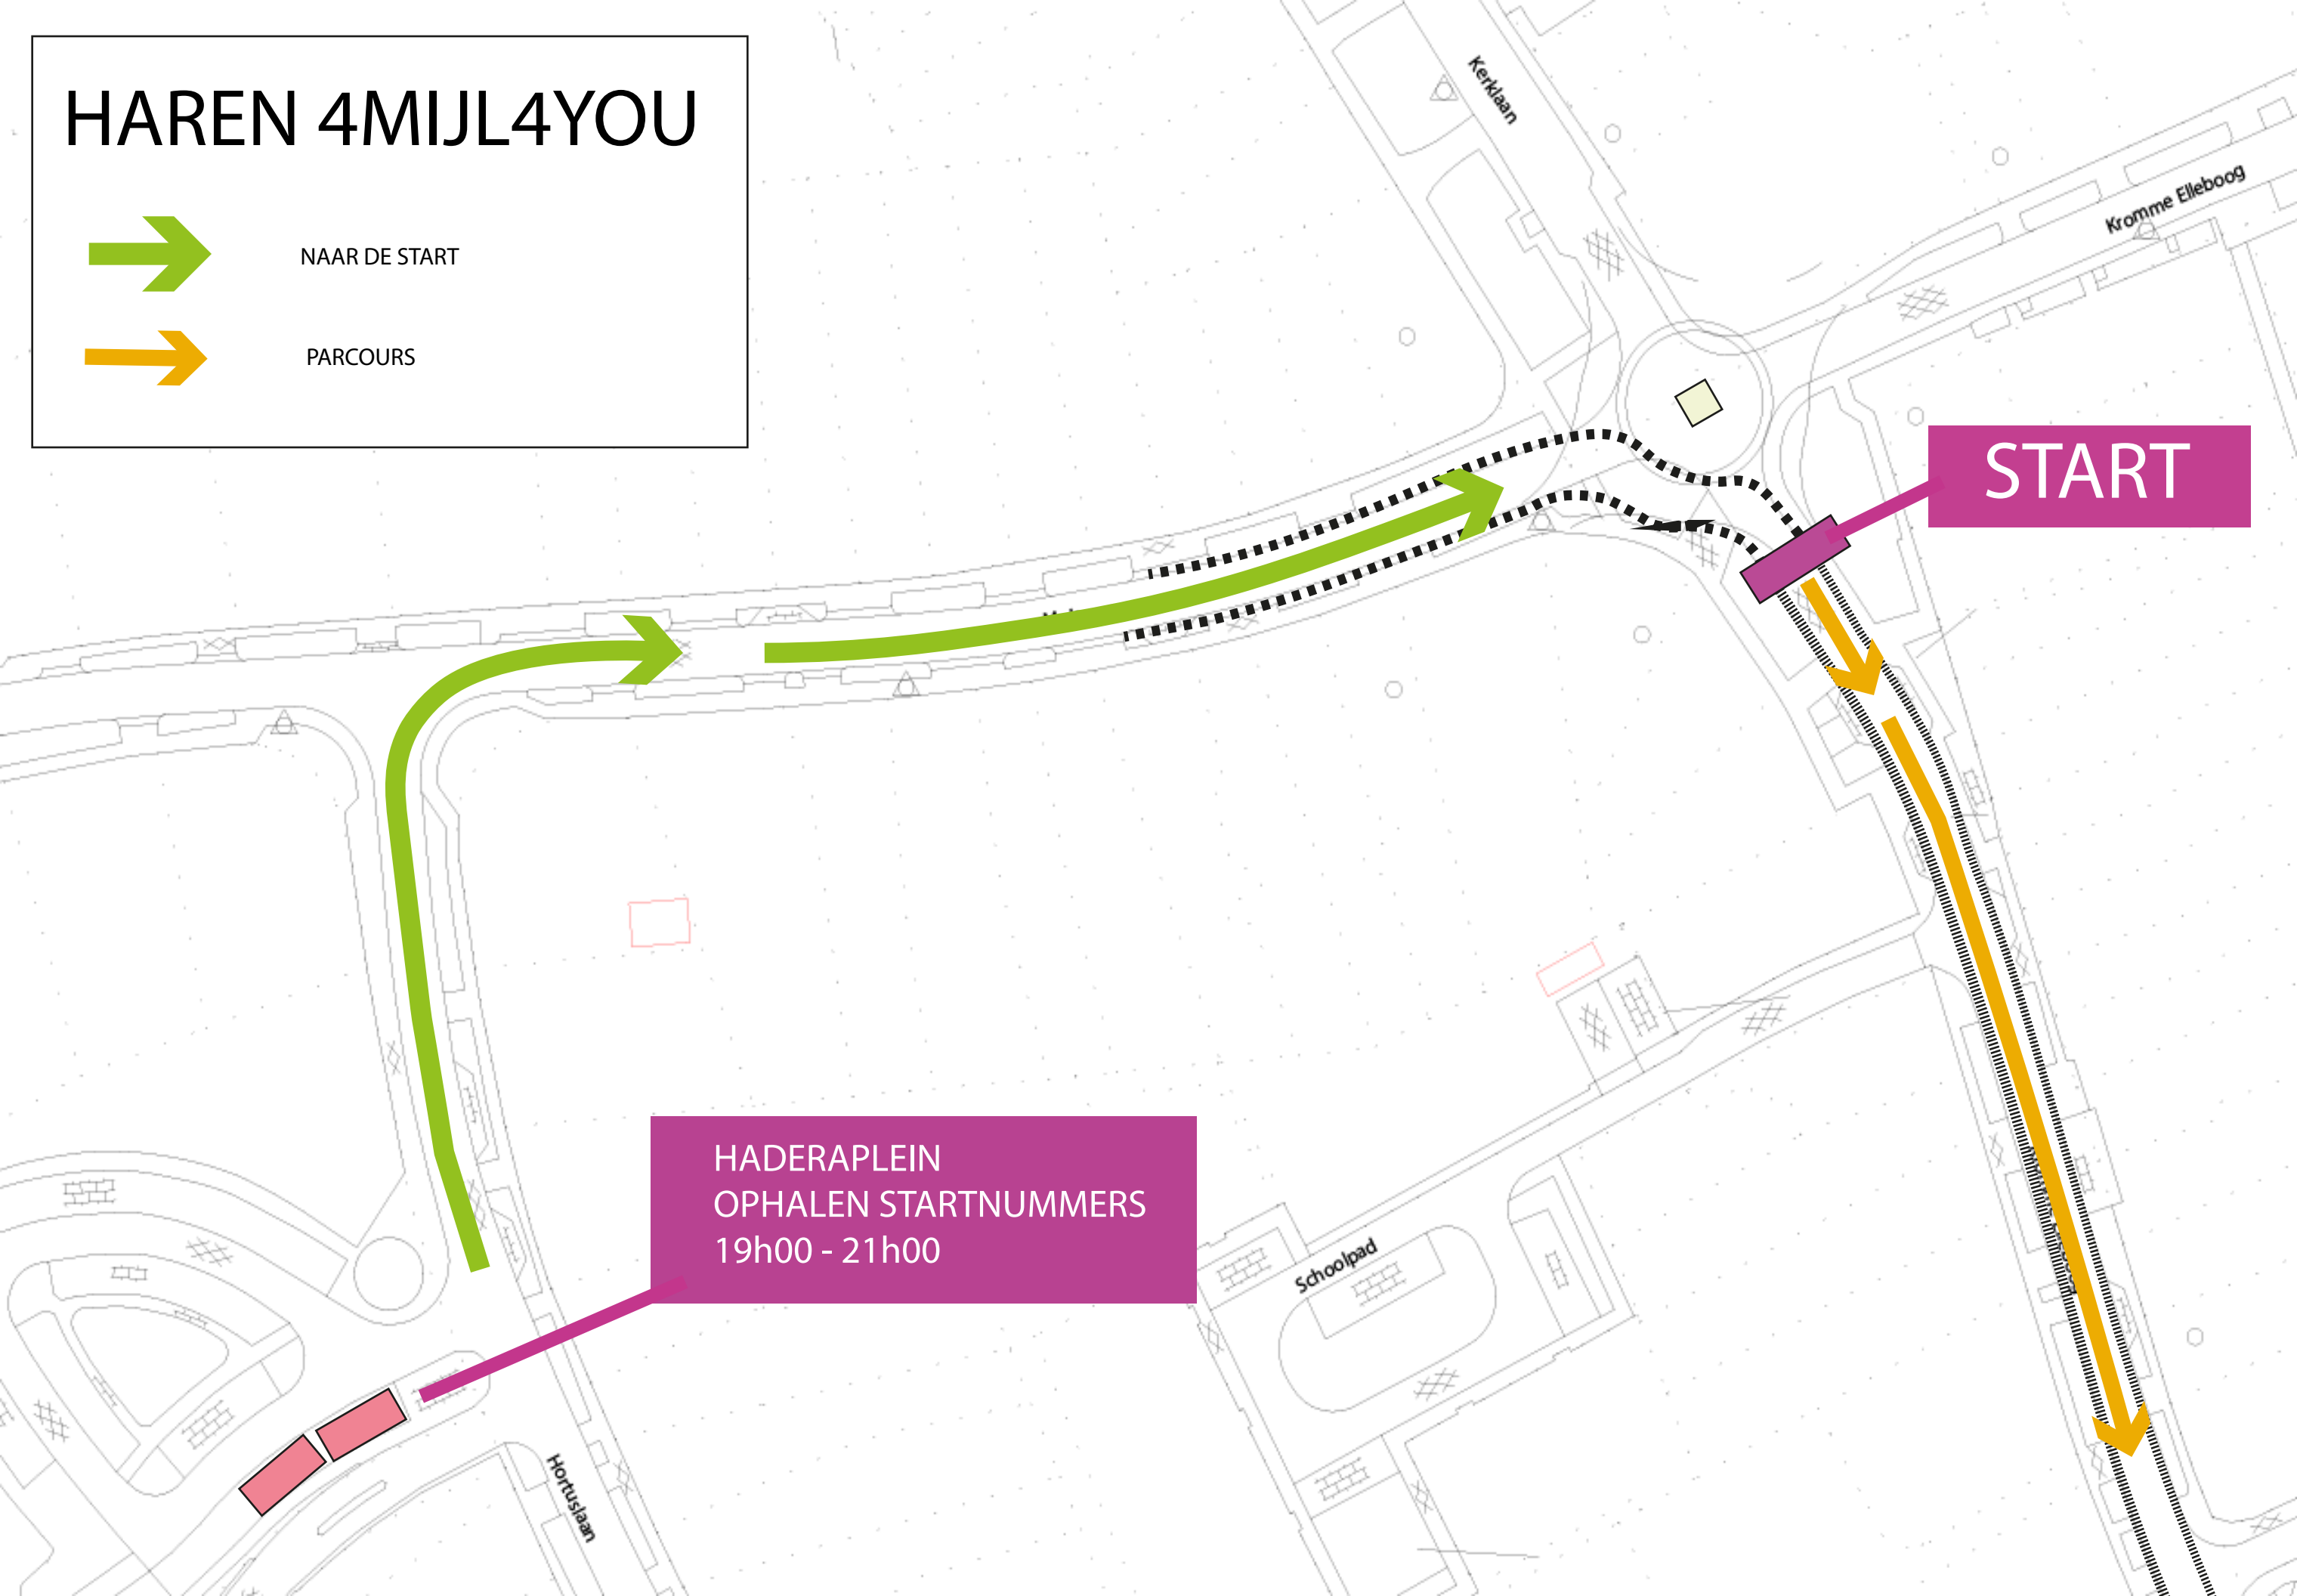 HAREN 4MIJL4YOU
NAAR DE START
PARCOURS
Kerklaan
Kromme Elleboog
START
HADERAPLEIN
OPHALEN STARTNUMMERS
19h00 - 21h00
Schoolpad
Hortuslaan